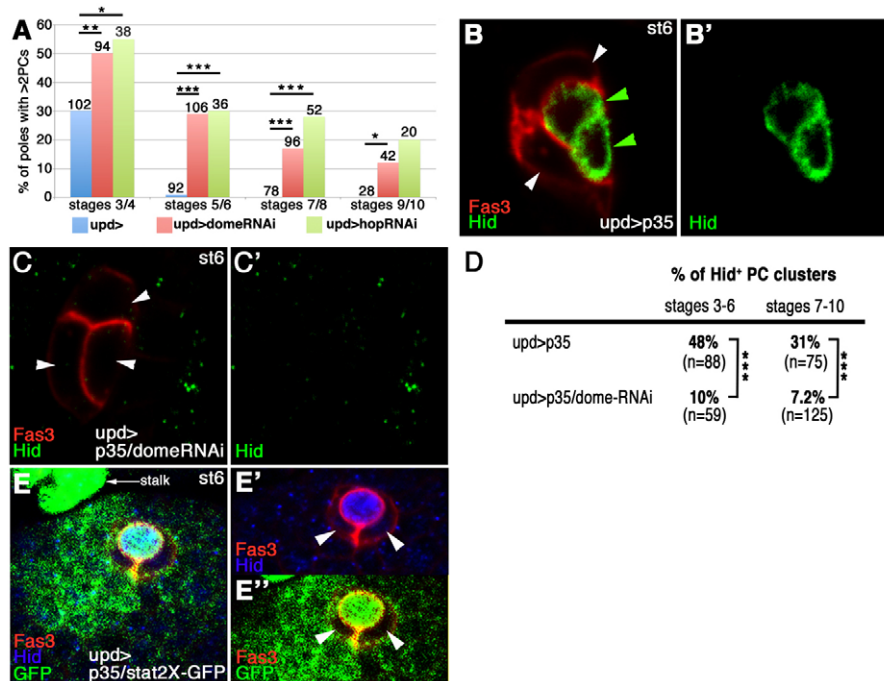 A
% of poles with >2PCs
60
50
40
30
20
10
0
*
**
102
94
38
***
***
92
106
36
***
***
78
96
52
*
28
42
20
stages 3/4 stages 5/6 stages 7/8 stages 9/10
upd> upd>domeRNAi upd>hopRNAi
B st6
Fas3
Hid upd>p35
B'
Hid
C st6
Fas3 upd>
Hid p35/domeRNAi
C'
Hid
D
% of Hid+ PC clusters
stages 3-6 stages 7-10
upd>p35 48% 31%
(n=88) (n=75)
***
***
upd>p35/dome-RNAi 10% 7.2%
(n=59) (n=125)
E stalk st6
Fas3
Hid upd>
GFP p35/stat2X-GFP
E'
Fas3
Hid
E''
Fas3
GFP